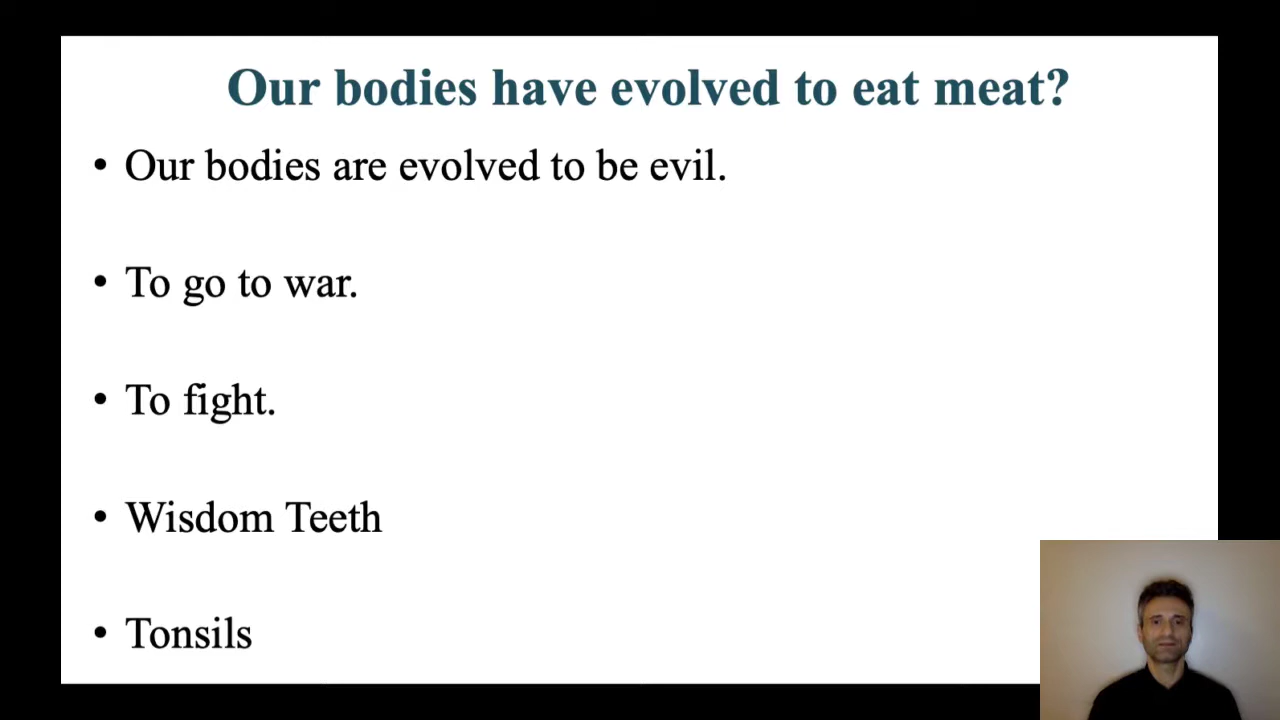 Our bodies have evolved to eat meat?
• Our bodies are evolved to be evil.
• To go to war.
• To fight.
• Wisdom Teeth
• Tonsils